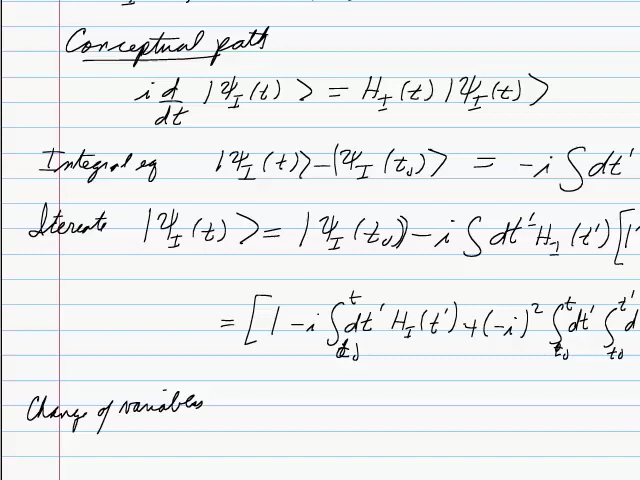 Conceptual path
i d/dt |Ψ_I(t)> = H_I(t) |Ψ_I(t)>
Integral eq |Ψ_I(t)> - |Ψ_I(t_0)> = -i ∫ dt'
Iterate |Ψ_I(t)> = |Ψ_I(t_0)> - i ∫ dt' H_I(t') [
= [ 1 - i ∫_{t_0}^{t} dt' H_I(t') + (-i)^2 ∫_{t_0}^{t} dt' ∫_{t_0}^{t'} d
Change of variables